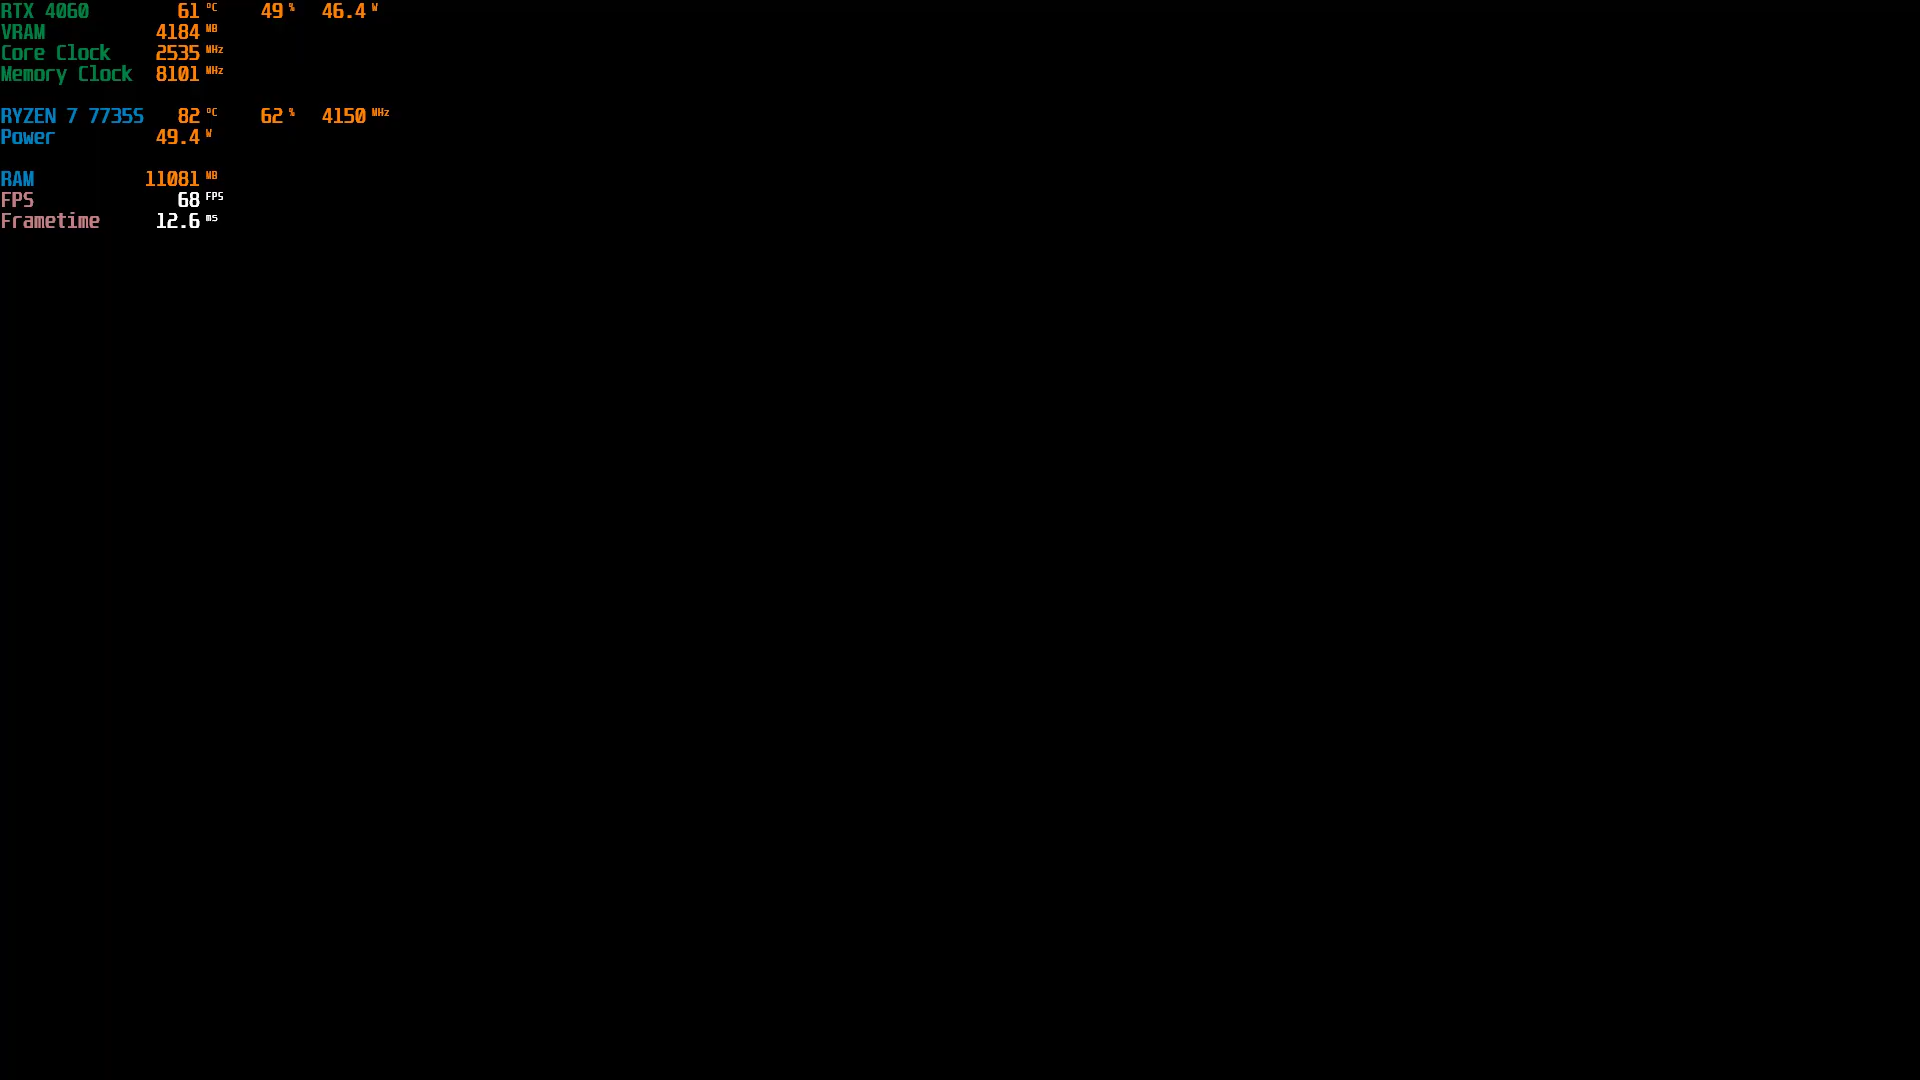 RTX 4060 61 °C 49 % 46.4 W
VRAM 4184 MB
Core Clock 2535 MHz
Memory Clock 8101 MHz
RYZEN 7 7735S 82 °C 62 % 4150 MHz
Power 49.4 W
RAM 11081 MB
FPS 68 FPS
Frametime 12.6 ms